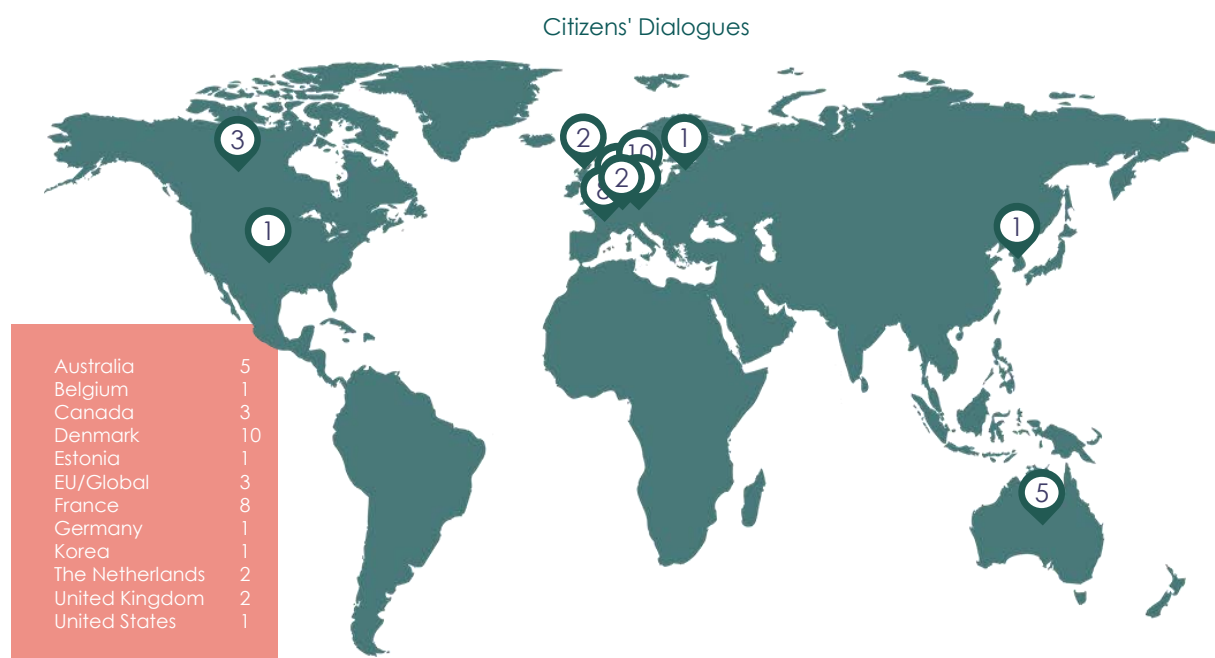 Citizens' Dialogues
3
2
10
1
2
8
1
1
5
Australia 5
Belgium 1
Canada 3
Denmark 10
Estonia 1
EU/Global 3
France 8
Germany 1
Korea 1
The Netherlands 2
United Kingdom 2
United States 1